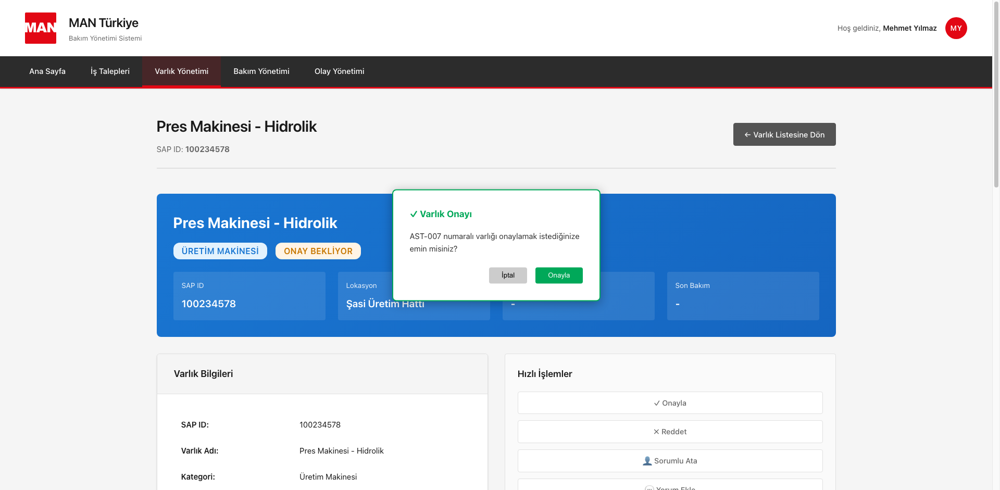 MAN
MAN Türkiye
Bakım Yönetimi Sistemi
Hoş geldiniz, Mehmet Yılmaz
MY
Ana Sayfa
İş Talepleri
Varlık Yönetimi
Bakım Yönetimi
Olay Yönetimi
Pres Makinesi - Hidrolik
SAP ID: 100234578
← Varlık Listesine Dön
Pres Makinesi - Hidrolik
ÜRETİM MAKİNESİ
ONAY BEKLİYOR
SAP ID
100234578
Lokasyon
Şasi Üretim Hattı
-
Son Bakım
-
✓ Varlık Onayı
AST-007 numaralı varlığı onaylamak istediğinize
emin misiniz?
İptal
Onayla
Varlık Bilgileri
SAP ID: 100234578
Varlık Adı: Pres Makinesi - Hidrolik
Kategori: Üretim Makinesi
Hızlı İşlemler
✓ Onayla
✕ Reddet
👤 Sorumlu Ata
💬 Yorum Ekle